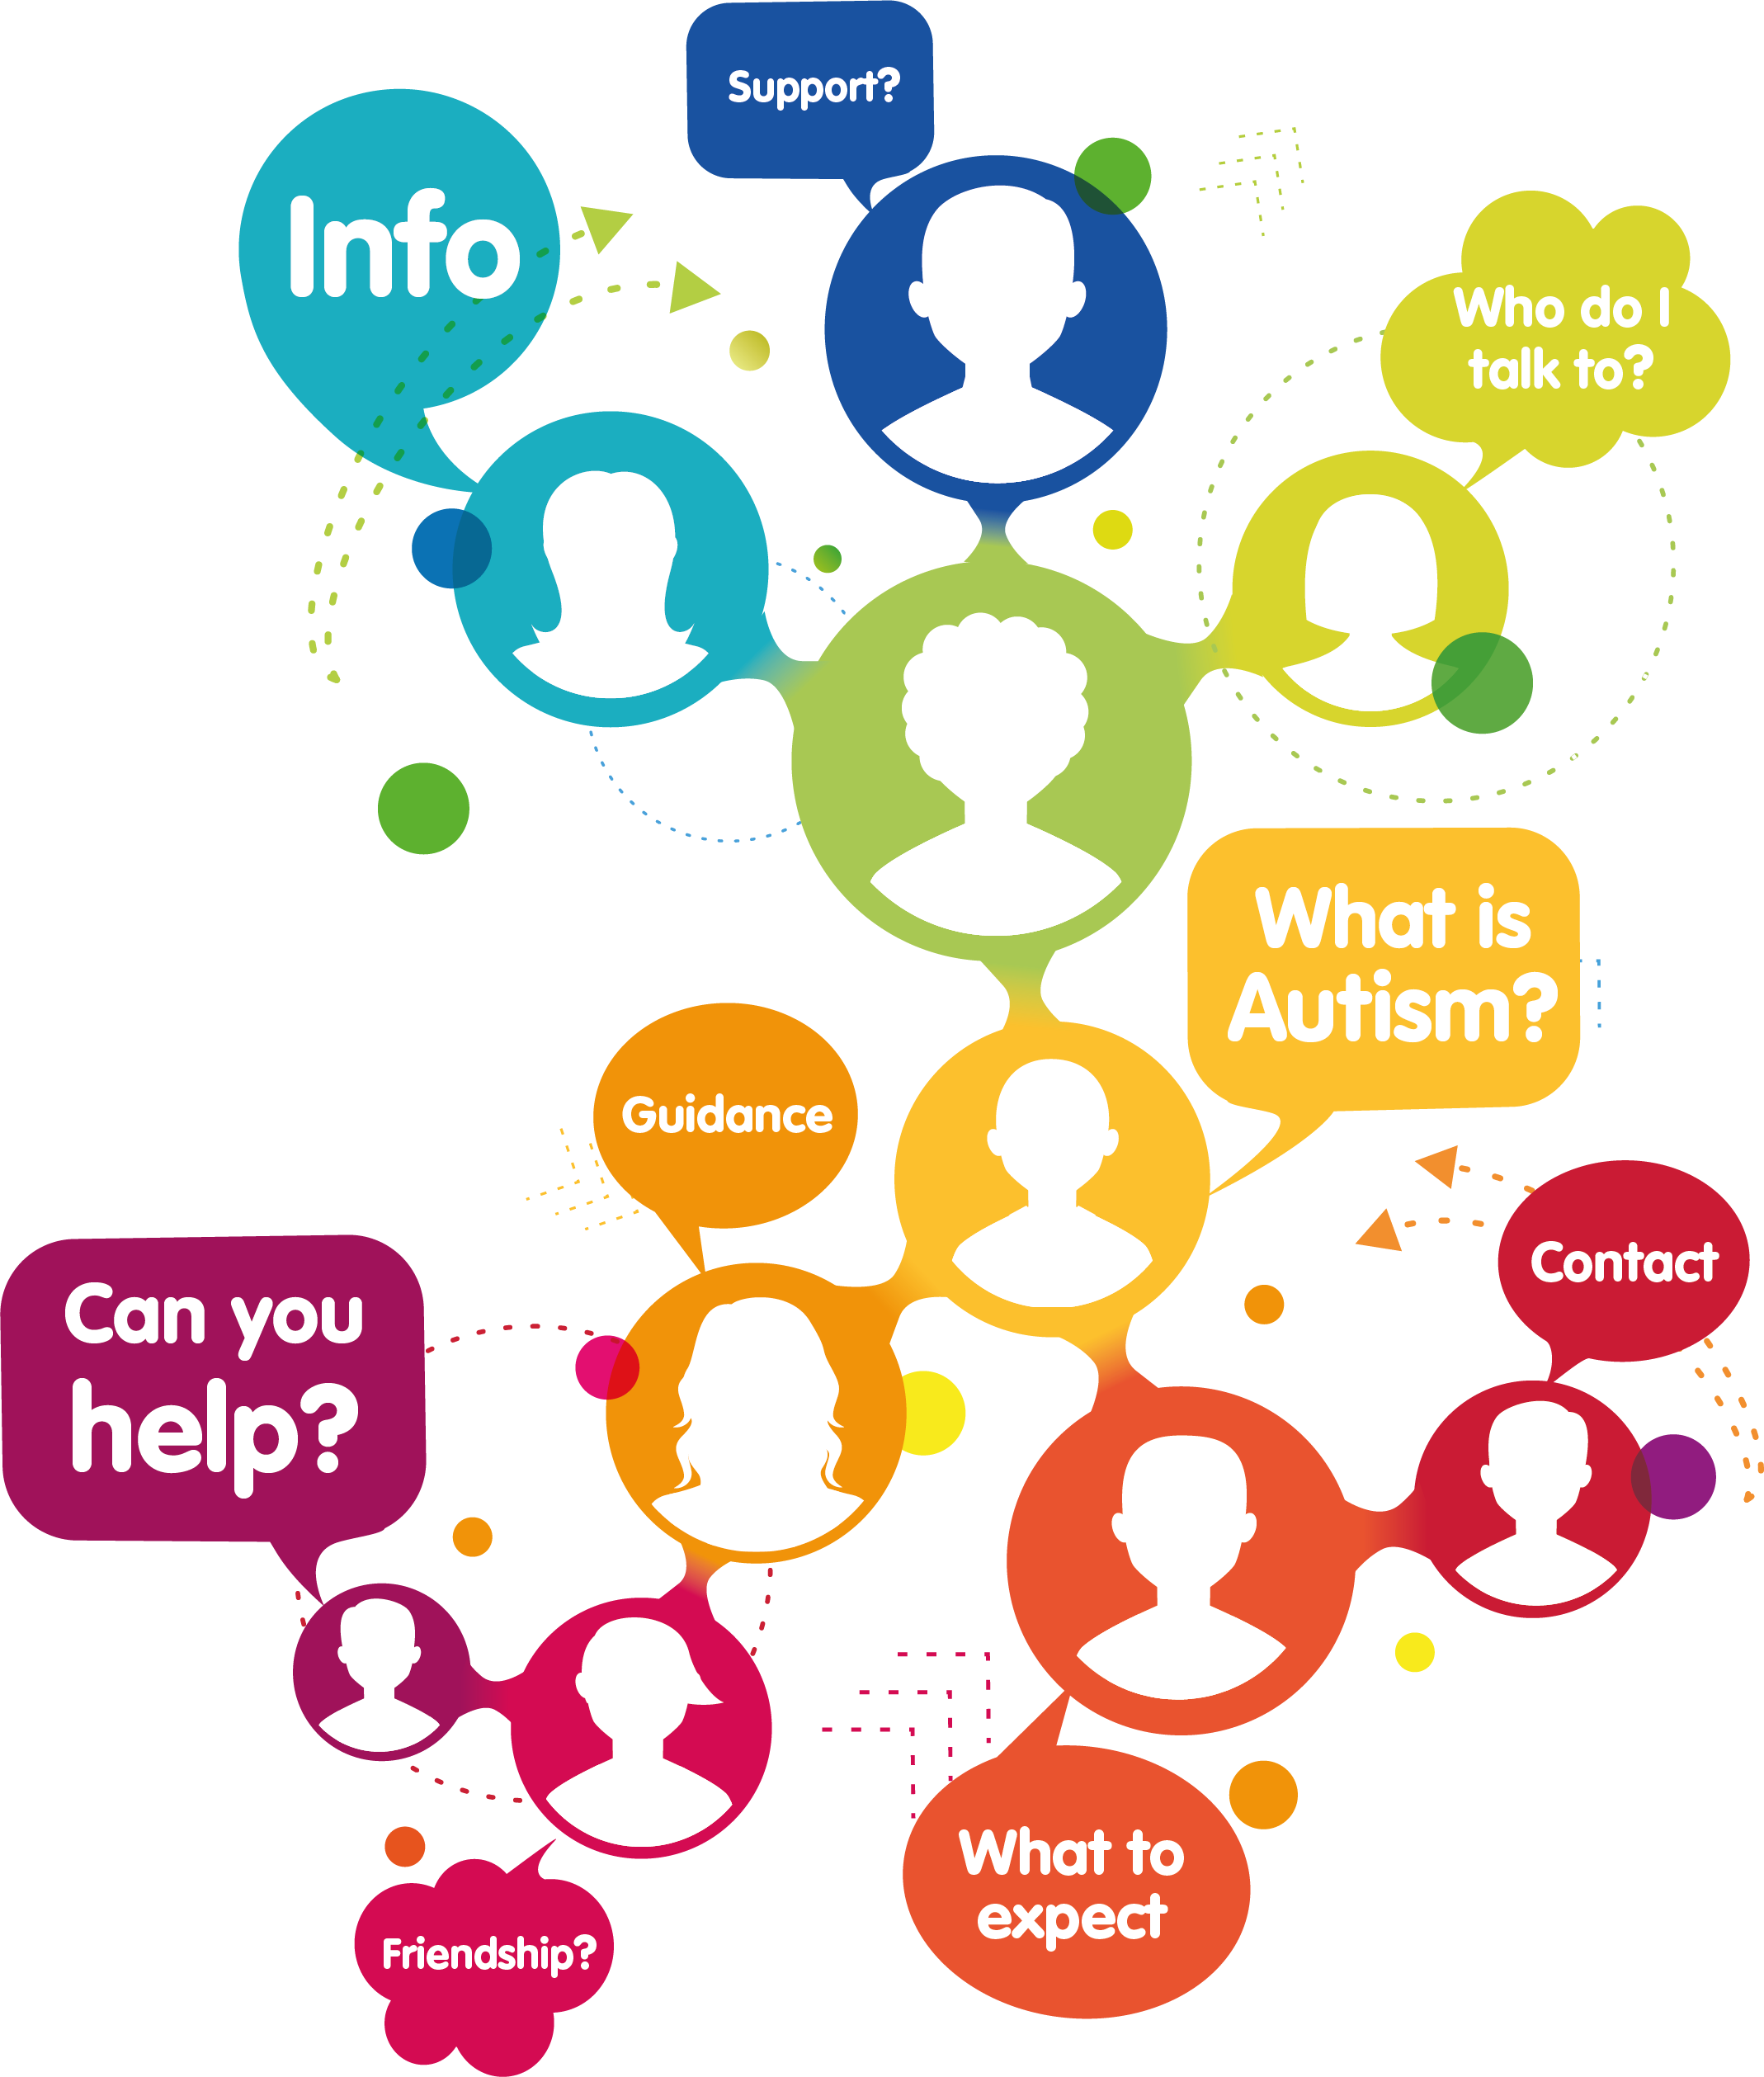 Support?
Info
Who do I
talk to?
What is
Autism?
Guidance
Contact
Can you
help?
What to
expect
Friendship?